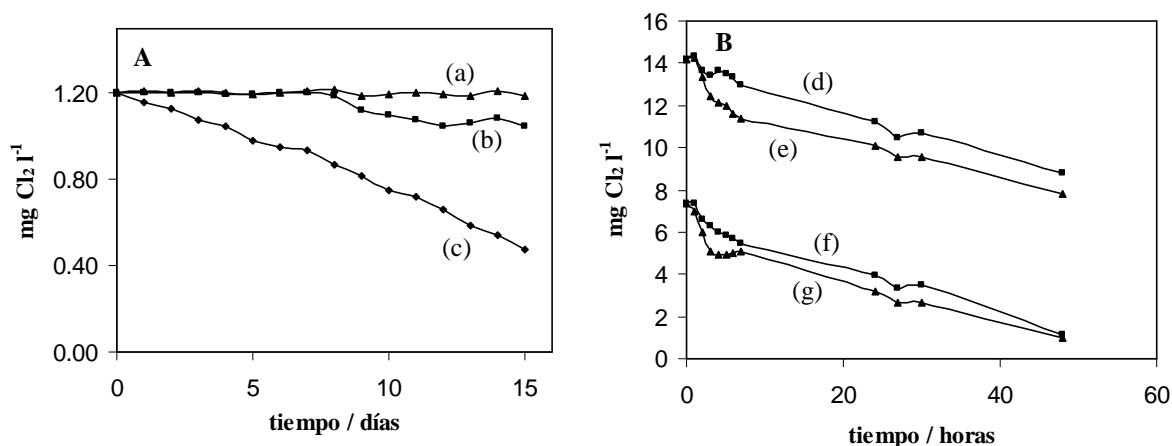 A
(a)
(b)
(c)
1.20
0.80
0.40
0.00
mg Cl₂ l⁻¹
0 5 10 15
tiempo / días
B
(d)
(e)
(f)
(g)
16
14
12
10
8
6
4
2
0
mg Cl₂ l⁻¹
0 20 40 60
tiempo / horas